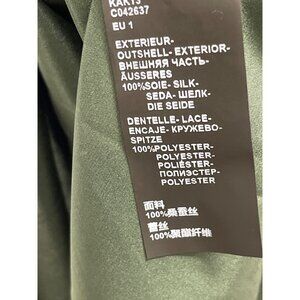 C042637
EU 1
EXTERIEUR-
OUTSHELL- EXTERIOR-
ВНЕШНЯЯ ЧАСТЬ-
ÄUSSERES
100%SOIE- SILK-
SEDA- ШЕЛК-
DIE SEIDE
DENTELLE- LACE-
ENCAJE- КРУЖЕВО-
SPITZE
100%POLYESTER-
POLYESTER-
POLIÉSTER-
ПОЛИЭСТЕР-
POLYESTER
面料
100%桑蚕丝
蕾丝
100%聚酯纤维